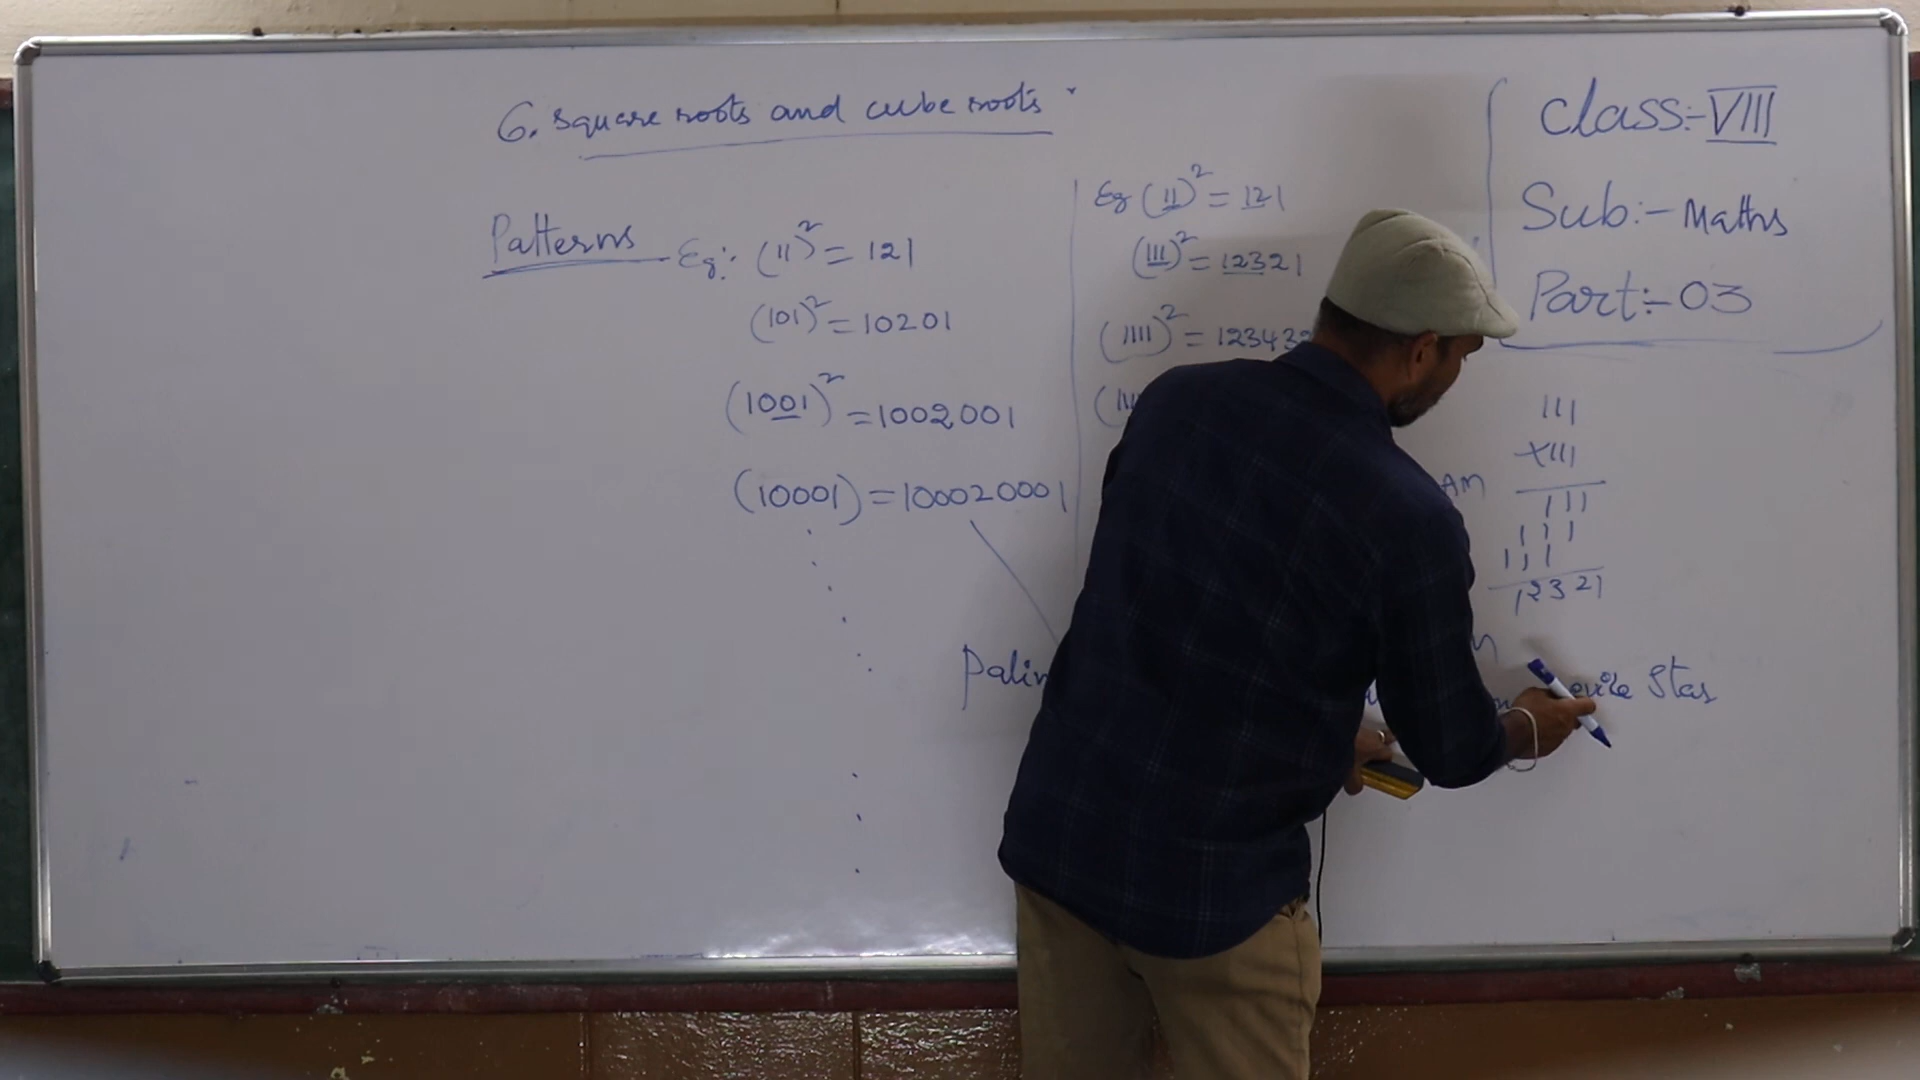 6. square roots and cube roots
Class:- VIII
Sub:- Maths
Part:- 03
Patterns Eg:- (11)² = 121
(101)² = 10201
(1001)² = 1002001
(10001) = 100020001
Eg (11)² = 121
(111)² = 12321
(1111)² = 123432
AM
111
×111
111
111
111
12321
Stas